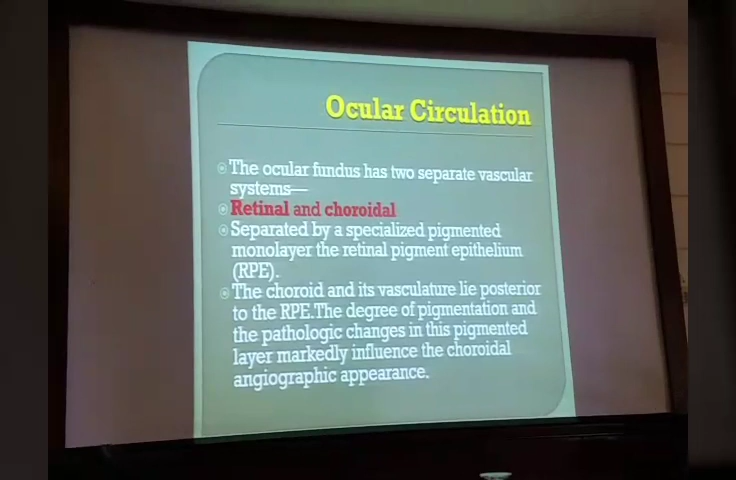 Ocular Circulation
The ocular fundus has two separate vascular
systems—
Retinal and choroidal
Separated by a specialized pigmented
monolayer the retinal pigment epithelium
(RPE).
The choroid and its vasculature lie posterior
to the RPE.The degree of pigmentation and
the pathologic changes in this pigmented
layer markedly influence the choroidal
angiographic appearance.